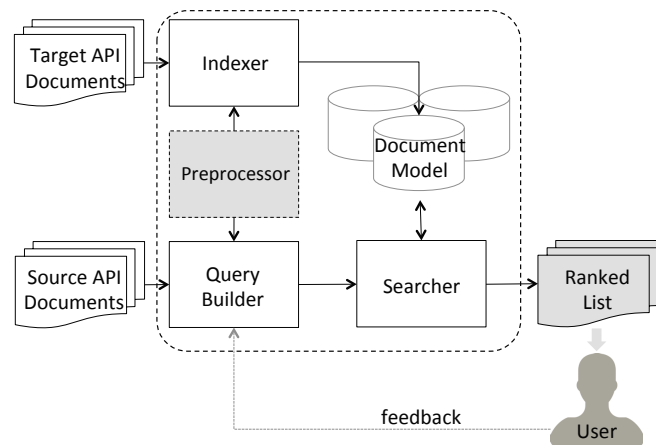 Target API
Documents
Indexer
Document
Model
Preprocessor
Source API
Documents
Query
Builder
Searcher
Ranked
List
feedback
User